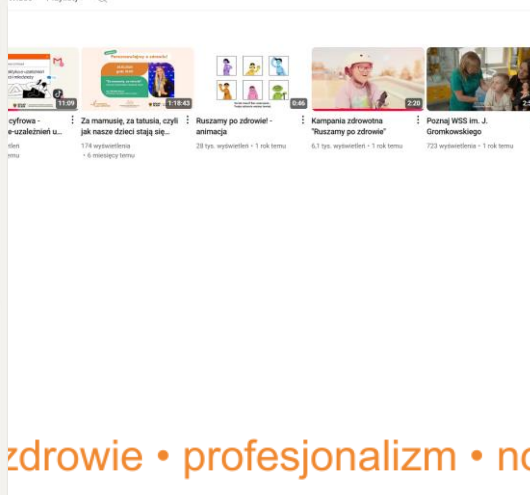 11:09
1:18:43
0:46
2:20
cyfrowa -
e-uzależnień u...
Za mamusię, za tatusia, czyli
jak nasze dzieci stają się...
174 wyświetlenia
• 6 miesięcy temu
Ruszamy po zdrowie! -
animacja
28 tys. wyświetleń • 1 rok temu
Kampania zdrowotna
"Ruszamy po zdrowie"
6,1 tys. wyświetleń • 1 rok temu
Poznaj WSS im. J.
Gromkowskiego
723 wyświetlenia • 1 rok temu
zdrowie • profesjonalizm • no